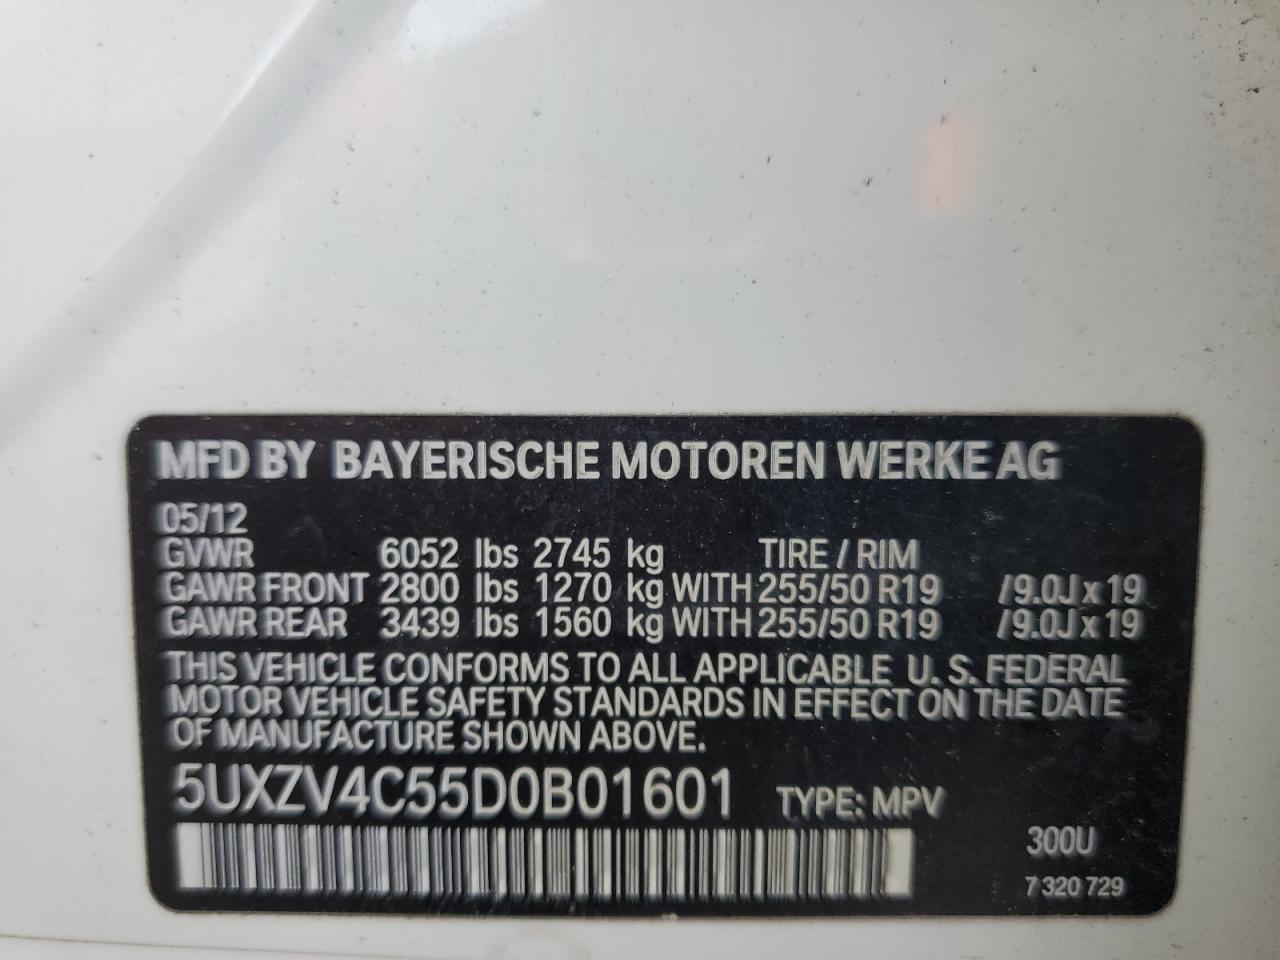 MFD BY BAYERISCHE MOTOREN WERKE AG
05/12
GVWR 6052 lbs 2745 kg TIRE / RIM
GAWR FRONT 2800 lbs 1270 kg WITH 255/50 R19 /9.0J x 19
GAWR REAR 3439 lbs 1560 kg WITH 255/50 R19 /9.0J x 19
THIS VEHICLE CONFORMS TO ALL APPLICABLE U. S. FEDERAL
MOTOR VEHICLE SAFETY STANDARDS IN EFFECT ON THE DATE
OF MANUFACTURE SHOWN ABOVE.
5UXZV4C55D0B01601 TYPE: MPV
300U
7 320 729